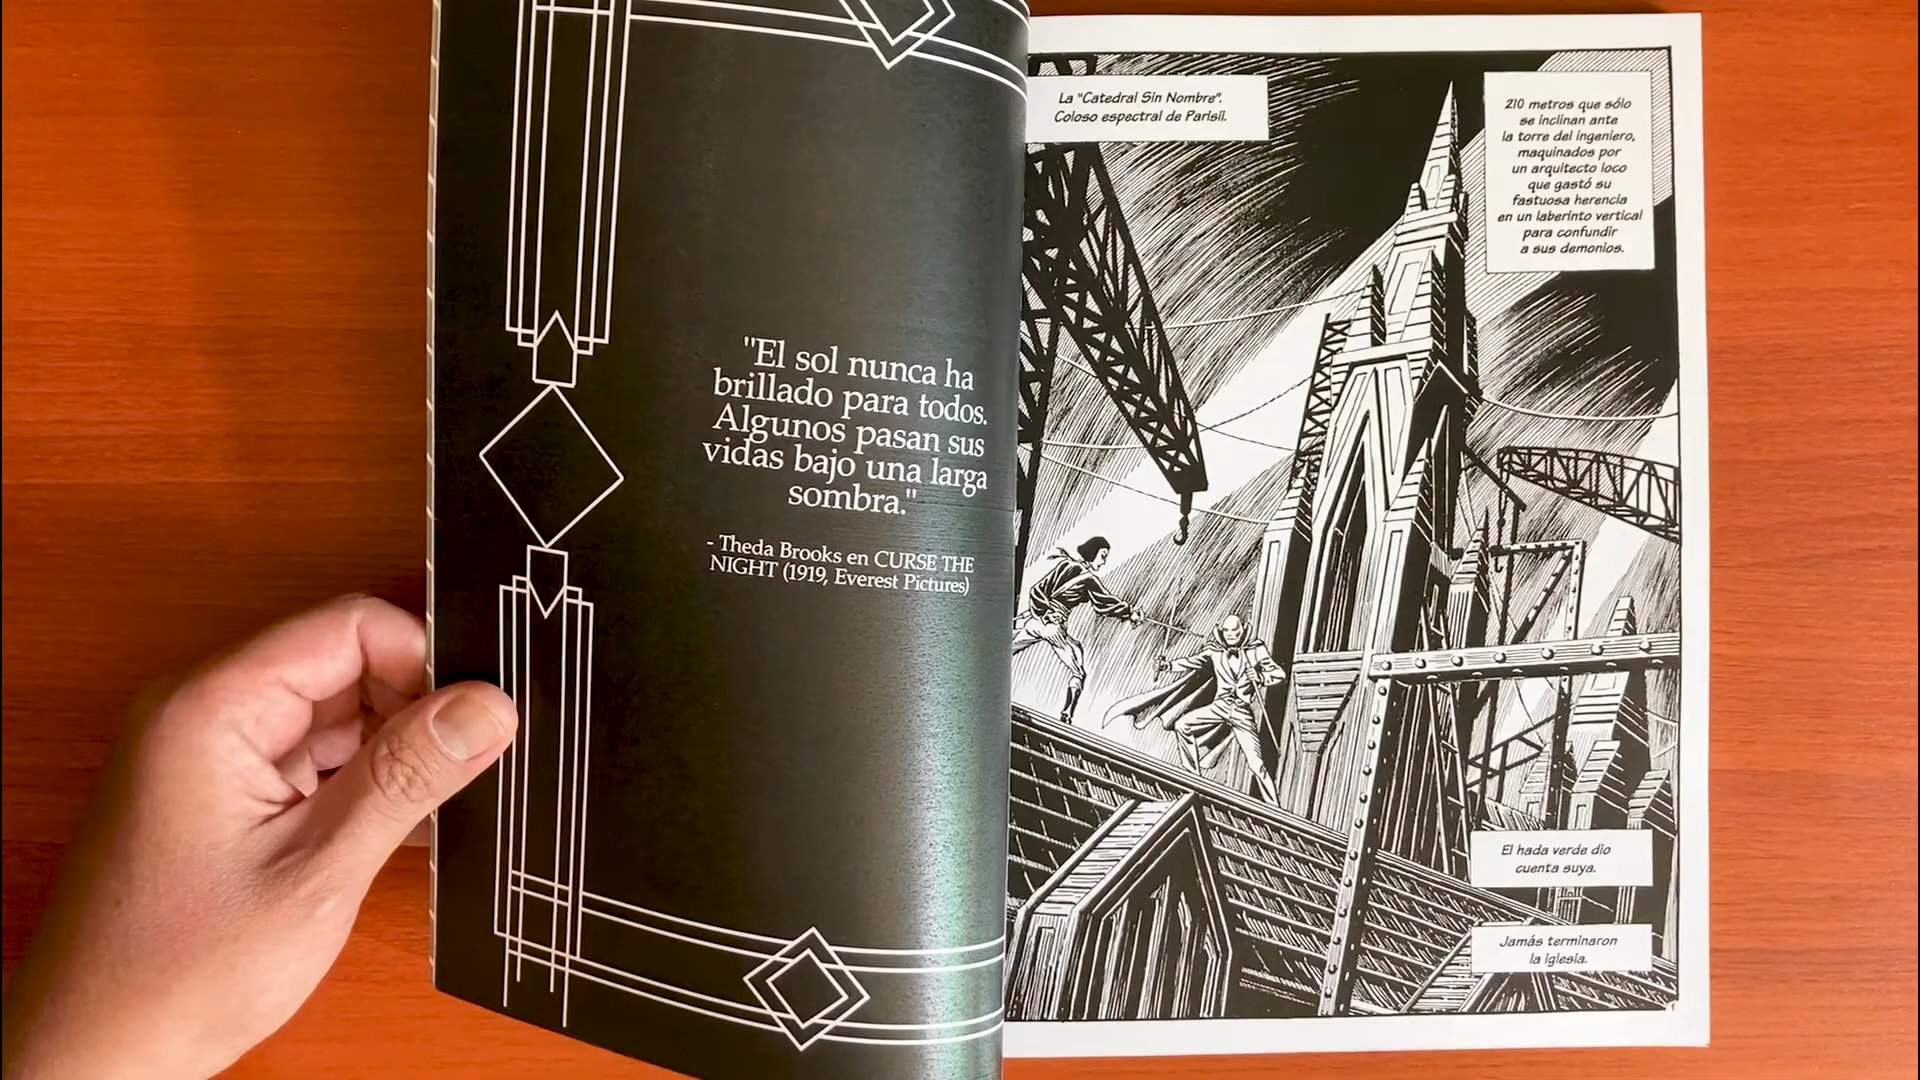 "El sol nunca ha
brillado para todos.
Algunos pasan sus
vidas bajo una larga
sombra."
- Theda Brooks en CURSE THE
NIGHT (1919, Everest Pictures)
La "Catedral Sin Nombre".
Coloso espectral de Parisii.
210 metros que sólo
se inclinan ante
la torre del ingeniero,
maquinados por
un arquitecto loco
que gastó su
fastuosa herencia
en un laberinto vertical
para confundir
a sus demonios.
El hada verde dio
cuenta suya.
Jamás terminaron
la iglesia.